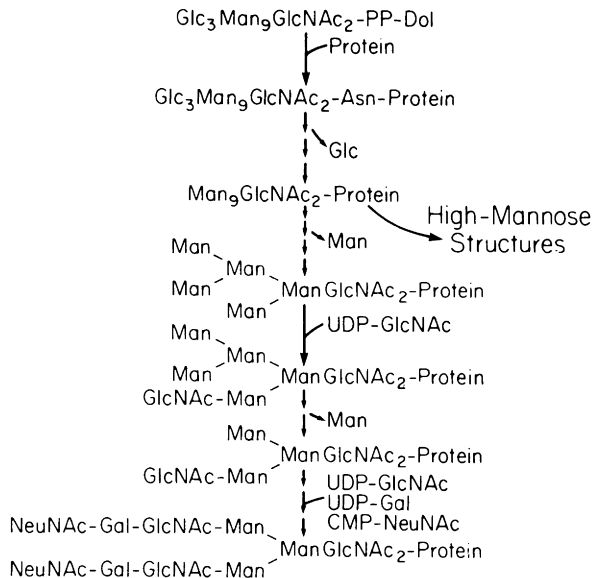 Glc₃Man₉GlcNAc₂-PP-Dol
Protein
Glc₃Man₉GlcNAc₂-Asn-Protein
Glc
Man₉GlcNAc₂-Protein
High-Mannose
Structures
Man
Man
Man
Man
ManGlcNAc₂-Protein
Man
UDP-GlcNAc
Man
Man
Man
ManGlcNAc₂-Protein
GlcNAc-Man
Man
Man
ManGlcNAc₂-Protein
GlcNAc-Man
UDP-GlcNAc
UDP-Gal
CMP-NeuNAc
NeuNAc-Gal-GlcNAc-Man
ManGlcNAc₂-Protein
NeuNAc-Gal-GlcNAc-Man